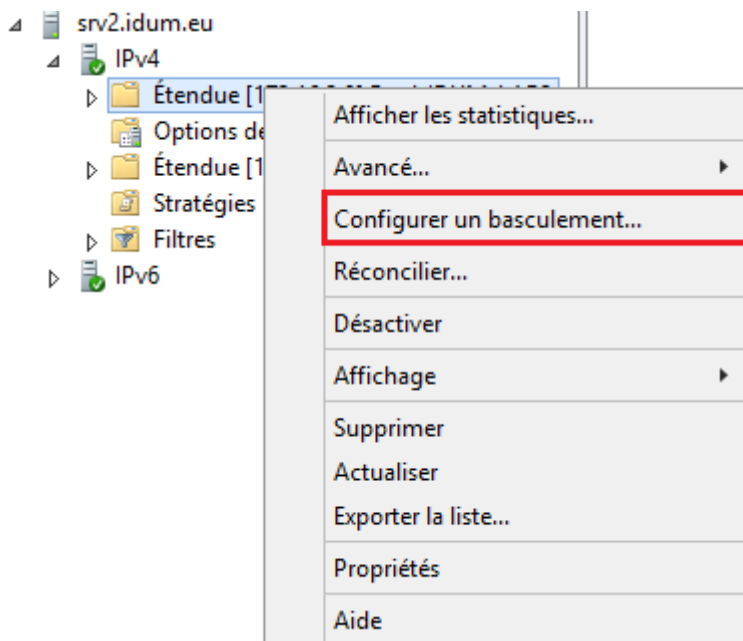 srv2.idum.eu
IPv4
Étendue [1
Options de
Étendue [1
Stratégies
Filtres
IPv6
Afficher les statistiques...
Avancé...
Configurer un basculement...
Réconcilier...
Désactiver
Affichage
Supprimer
Actualiser
Exporter la liste...
Propriétés
Aide